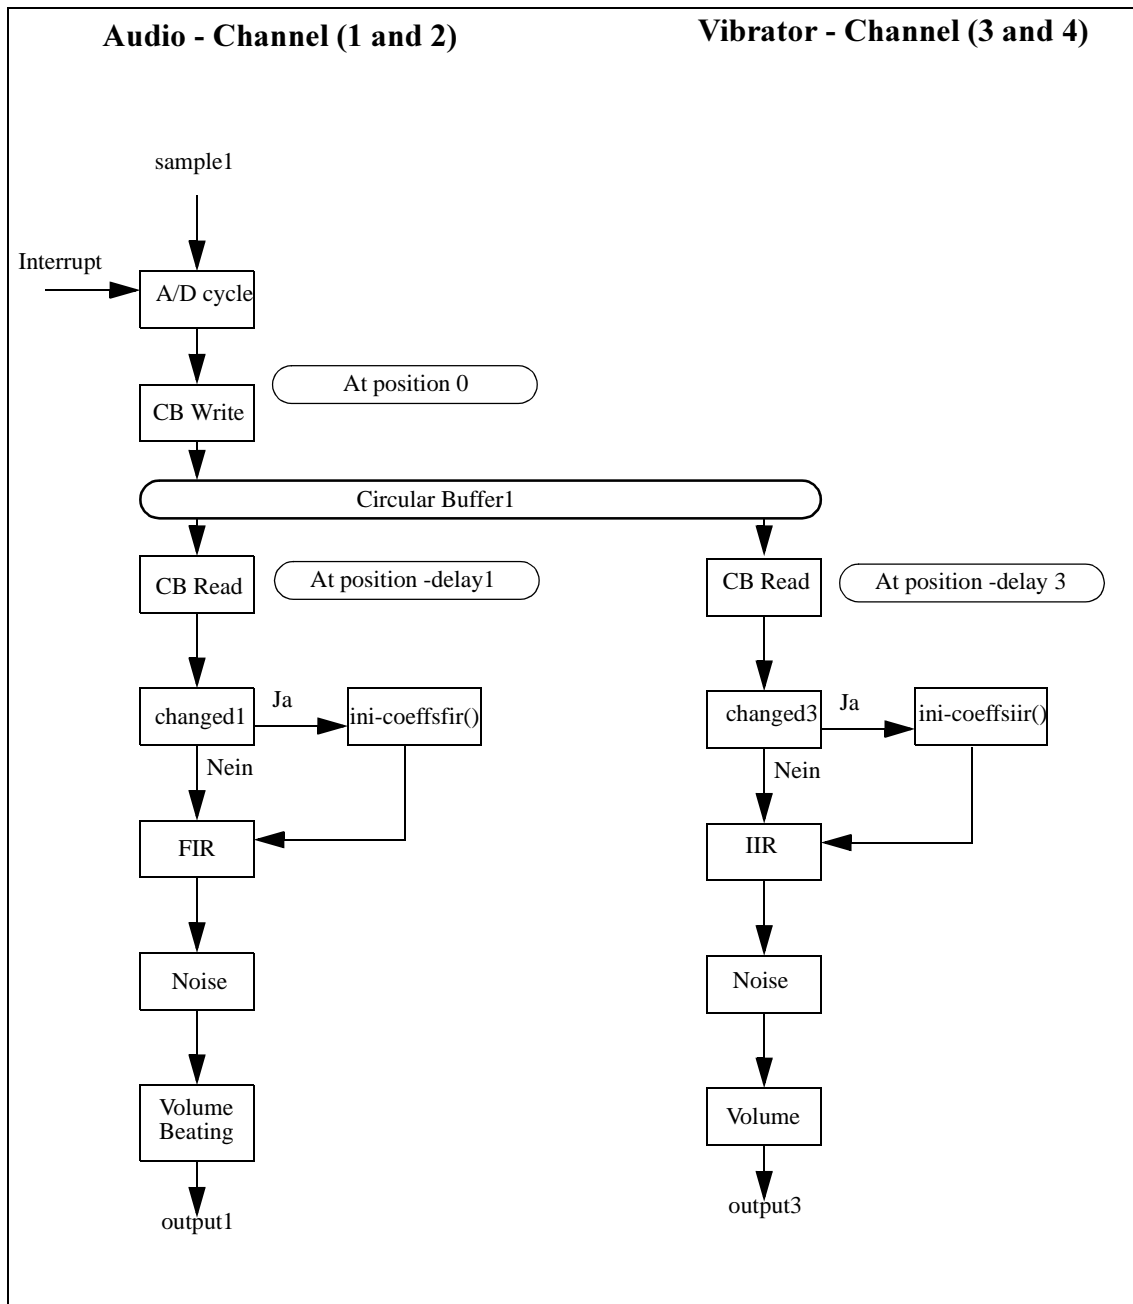 Audio - Channel (1 and 2)
Vibrator - Channel (3 and 4)
sample1
Interrupt
A/D cycle
At position 0
CB Write
Circular Buffer1
CB Read
At position -delay1
CB Read
At position -delay 3
changed1
Ja
ini-coeffsfir()
changed3
Ja
ini-coeffsiir()
Nein
Nein
FIR
IIR
Noise
Noise
Volume
Beating
Volume
output1
output3